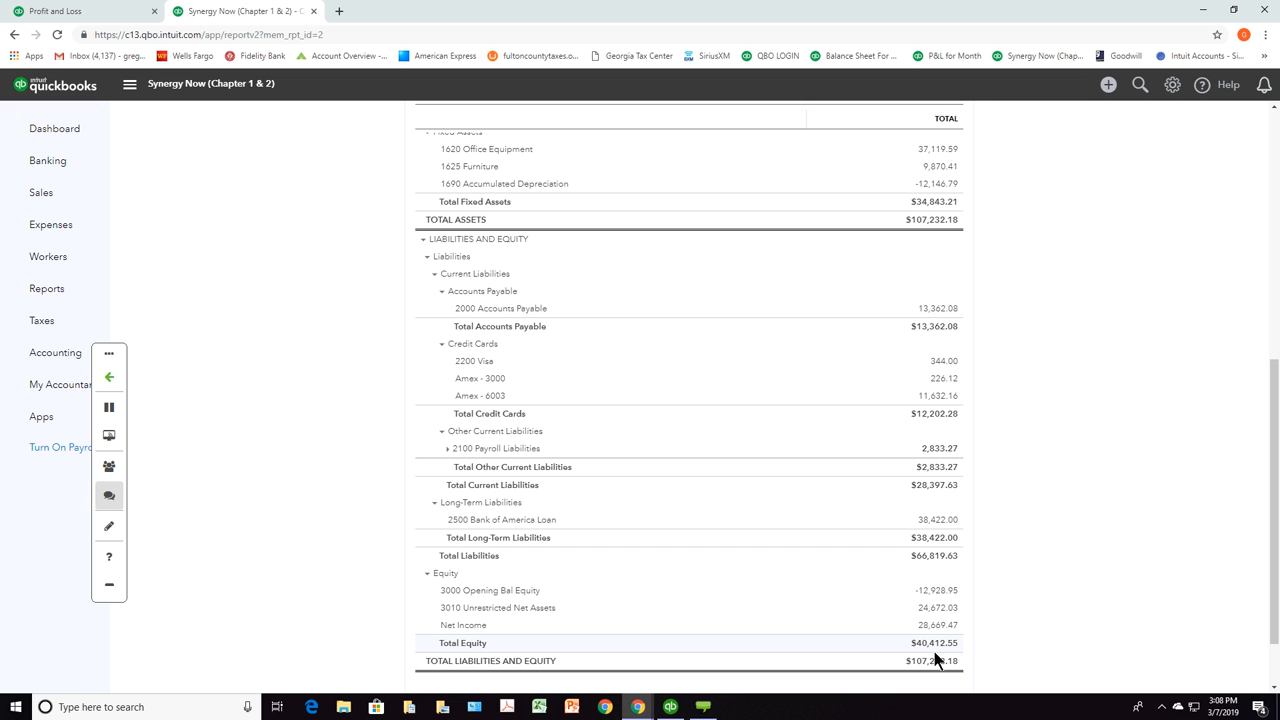 Profit and Loss
Synergy Now (Chapter 1 & 2) - C
https://c13.qbo.intuit.com/app/reportv2?mem_rpt_id=2
G
Apps Inbox (4,137) - greg... Wells Fargo Fidelity Bank Account Overview -... American Express fultoncountytaxes.o... Georgia Tax Center SiriusXM QBO LOGIN Balance Sheet For ... P&L for Month Synergy Now (Chap... Goodwill Intuit Accounts - Si... »
intuit quickbooks Synergy Now (Chapter 1 & 2) Help
Dashboard
Banking
Sales
Expenses
Workers
Reports
Taxes
Accounting
My Accountan
Apps
Turn On Payro
?
TOTAL
Fixed Assets
1620 Office Equipment 37,119.59
1625 Furniture 9,870.41
1690 Accumulated Depreciation -12,146.79
Total Fixed Assets $34,843.21
TOTAL ASSETS $107,232.18
LIABILITIES AND EQUITY
Liabilities
Current Liabilities
Accounts Payable
2000 Accounts Payable 13,362.08
Total Accounts Payable $13,362.08
Credit Cards
2200 Visa 344.00
Amex - 3000 226.12
Amex - 6003 11,632.16
Total Credit Cards $12,202.28
Other Current Liabilities
2100 Payroll Liabilities 2,833.27
Total Other Current Liabilities $2,833.27
Total Current Liabilities $28,397.63
Long-Term Liabilities
2500 Bank of America Loan 38,422.00
Total Long-Term Liabilities $38,422.00
Total Liabilities $66,819.63
Equity
3000 Opening Bal Equity -12,928.95
3010 Unrestricted Net Assets 24,672.03
Net Income 28,669.47
Total Equity $40,412.55
TOTAL LIABILITIES AND EQUITY
Type here to search
3:08 PM
3/7/2019